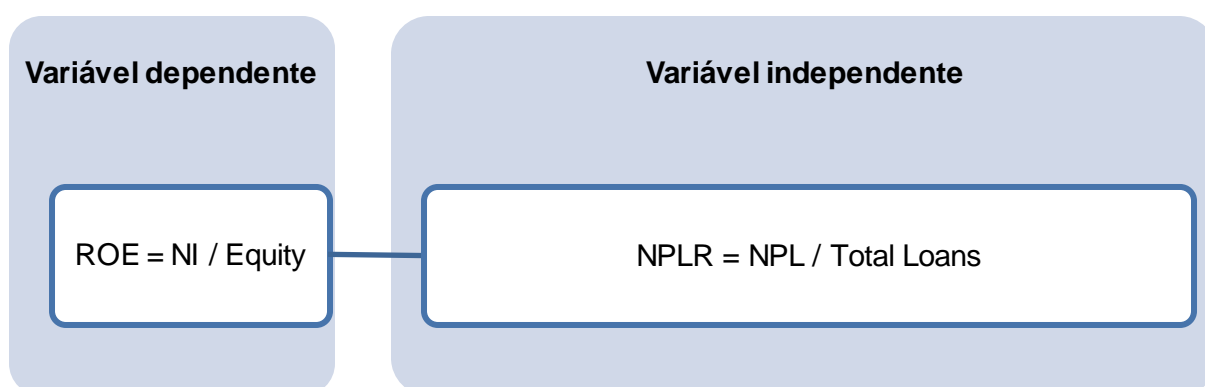 Variável dependente
Variável independente
ROE = NI / Equity
NPLR = NPL / Total Loans